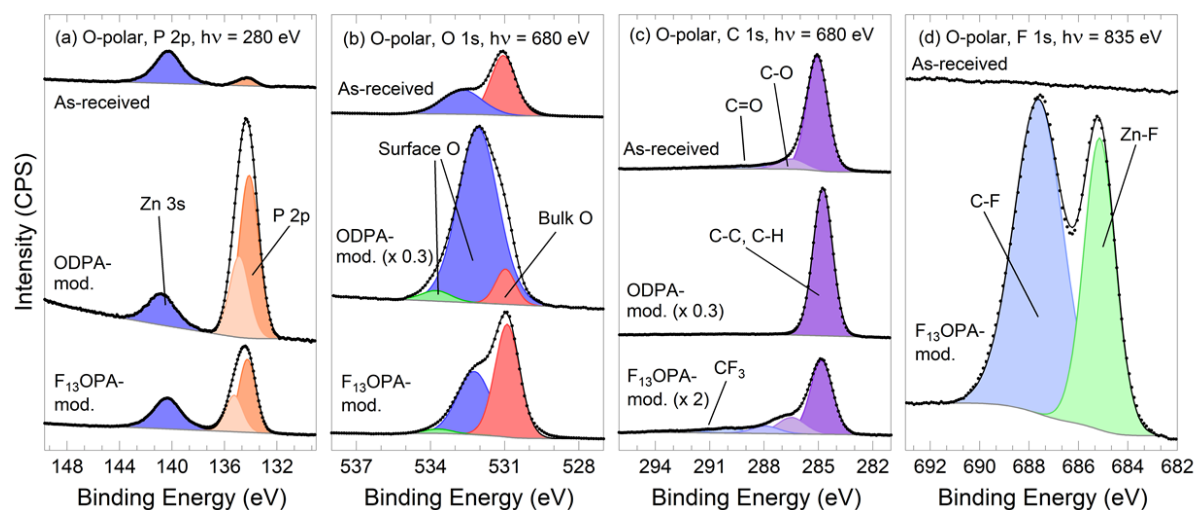 (a) O-polar, P 2p, hν = 280 eV
As-received
Zn 3s
P 2p
ODPA-
mod.
F₁₃OPA-
mod.
148 144 140 136 132
Binding Energy (eV)
Intensity (CPS)
(b) O-polar, O 1s, hν = 680 eV
As-received
Surface O
Bulk O
ODPA-
mod. (x 0.3)
F₁₃OPA-
mod.
537 534 531 528
Binding Energy (eV)
(c) O-polar, C 1s, hν = 680 eV
C-O
C=O
As-received
C-C, C-H
ODPA-
mod. (x 0.3)
CF₃
F₁₃OPA-
mod. (x 2)
294 291 288 285 282
Binding Energy (eV)
(d) O-polar, F 1s, hν = 835 eV
As-received
Zn-F
C-F
F₁₃OPA-
mod.
692 690 688 686 684 682
Binding Energy (eV)